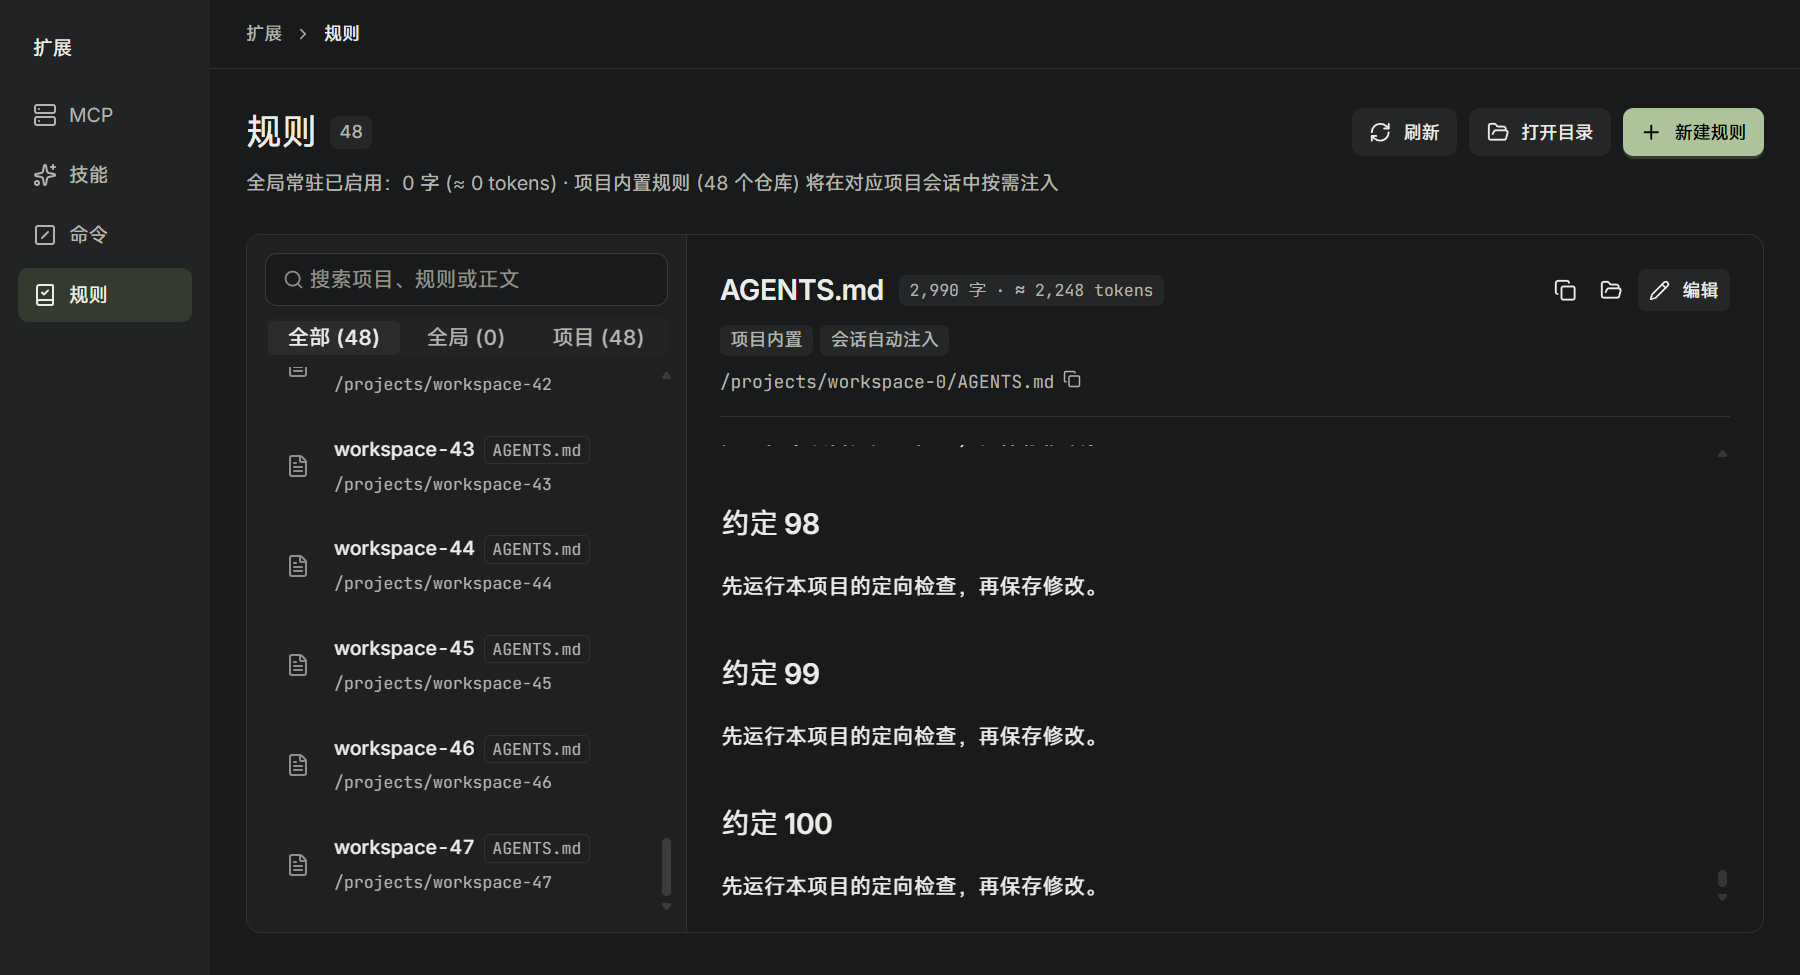 扩展
MCP
技能
命令
规则
扩展 > 规则
规则 48
刷新
打开目录
新建规则
全局常驻已启用：0 字 (≈ 0 tokens) · 项目内置规则 (48 个仓库) 将在对应项目会话中按需注入
搜索项目、规则或正文
全部 (48)
全局 (0)
项目 (48)
/projects/workspace-42
workspace-43 AGENTS.md
/projects/workspace-43
workspace-44 AGENTS.md
/projects/workspace-44
workspace-45 AGENTS.md
/projects/workspace-45
workspace-46 AGENTS.md
/projects/workspace-46
workspace-47 AGENTS.md
/projects/workspace-47
AGENTS.md 2,990 字 · ≈ 2,248 tokens
编辑
项目内置 会话自动注入
/projects/workspace-0/AGENTS.md
约定 98
先运行本项目的定向检查，再保存修改。
约定 99
先运行本项目的定向检查，再保存修改。
约定 100
先运行本项目的定向检查，再保存修改。